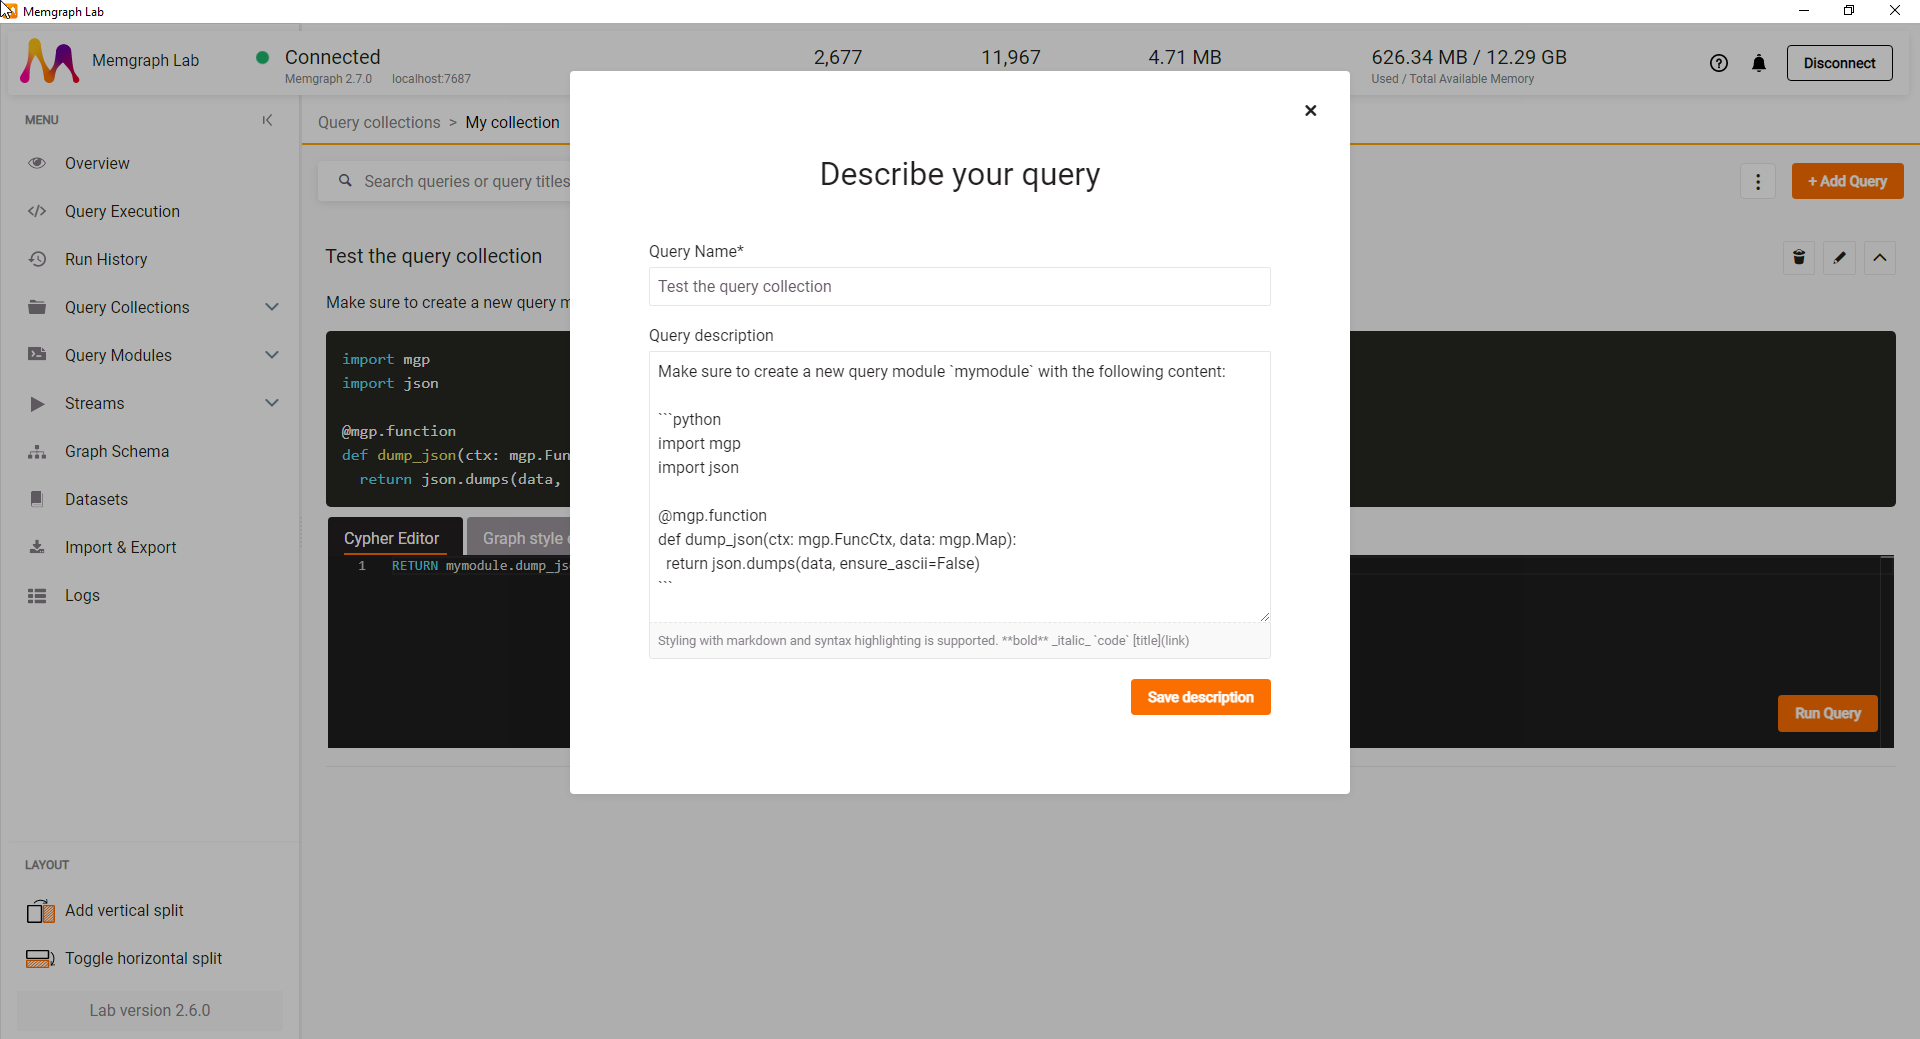 Memgraph Lab
Memgraph Lab
Connected
Memgraph 2.7.0 localhost:7687
2,677
11,967
4.71 MB
626.34 MB / 12.29 GB
Used / Total Available Memory
Disconnect
MENU
Overview
Query Execution
Run History
Query Collections
Query Modules
Streams
Graph Schema
Datasets
Import & Export
Logs
LAYOUT
Add vertical split
Toggle horizontal split
Lab version 2.6.0
Query collections > My collection
Search queries or query titles
+ Add Query
Test the query collection
Make sure to create a new query
import mgp
import json
@mgp.function
def dump_json(ctx: mgp.Fun
return json.dumps(data,
Cypher Editor
Graph style
1 RETURN mymodule.dump_js
Run Query
Describe your query
Query Name*
Test the query collection
Query description
Make sure to create a new query module `mymodule` with the following content:
```python
import mgp
import json
@mgp.function
def dump_json(ctx: mgp.FuncCtx, data: mgp.Map):
return json.dumps(data, ensure_ascii=False)
```
Styling with markdown and syntax highlighting is supported. **bold** _italic_ `code` [title](link)
Save description